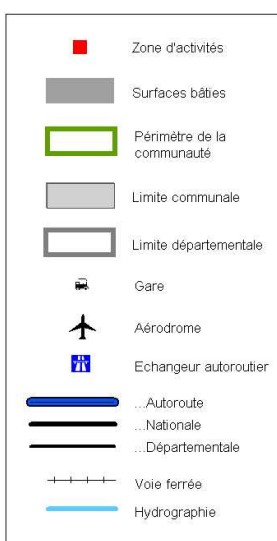 Zone d'activités
Surfaces bâties
Périmètre de la
communauté
Limite communale
Limite départementale
Gare
Aérodrome
Echangeur autoroutier
...Autoroute
...Nationale
...Départementale
Voie ferrée
Hydrographie